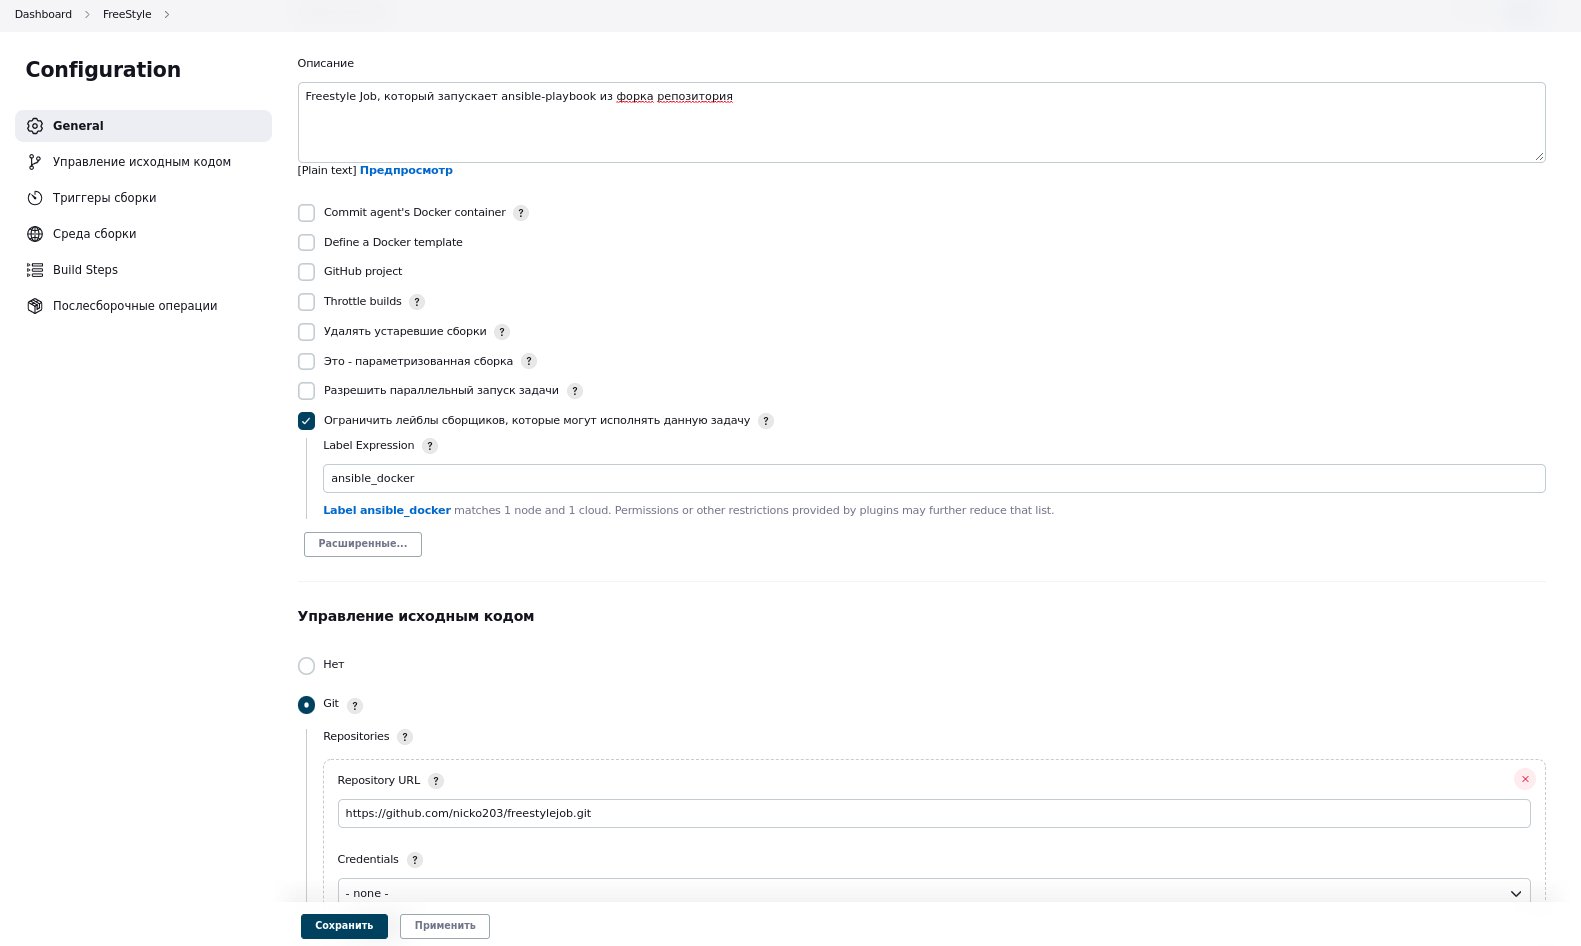 Dashboard > FreeStyle >
Configuration
General
Управление исходным кодом
Триггеры сборки
Среда сборки
Build Steps
Послесборочные операции
Описание
Freestyle Job, который запускает ansible-playbook из форка репозитория
[Plain text] Предпросмотр
Commit agent's Docker container ?
Define a Docker template
GitHub project
Throttle builds ?
Удалять устаревшие сборки ?
Это - параметризованная сборка ?
Разрешить параллельный запуск задачи ?
Ограничить лейблы сборщиков, которые могут исполнять данную задачу ?
Label Expression ?
ansible_docker
Label ansible_docker matches 1 node and 1 cloud. Permissions or other restrictions provided by plugins may further reduce that list.
Расширенные...
Управление исходным кодом
Нет
Git ?
Repositories ?
Repository URL ?
https://github.com/nicko203/freestylejob.git
Credentials ?
- none -
Сохранить Применить